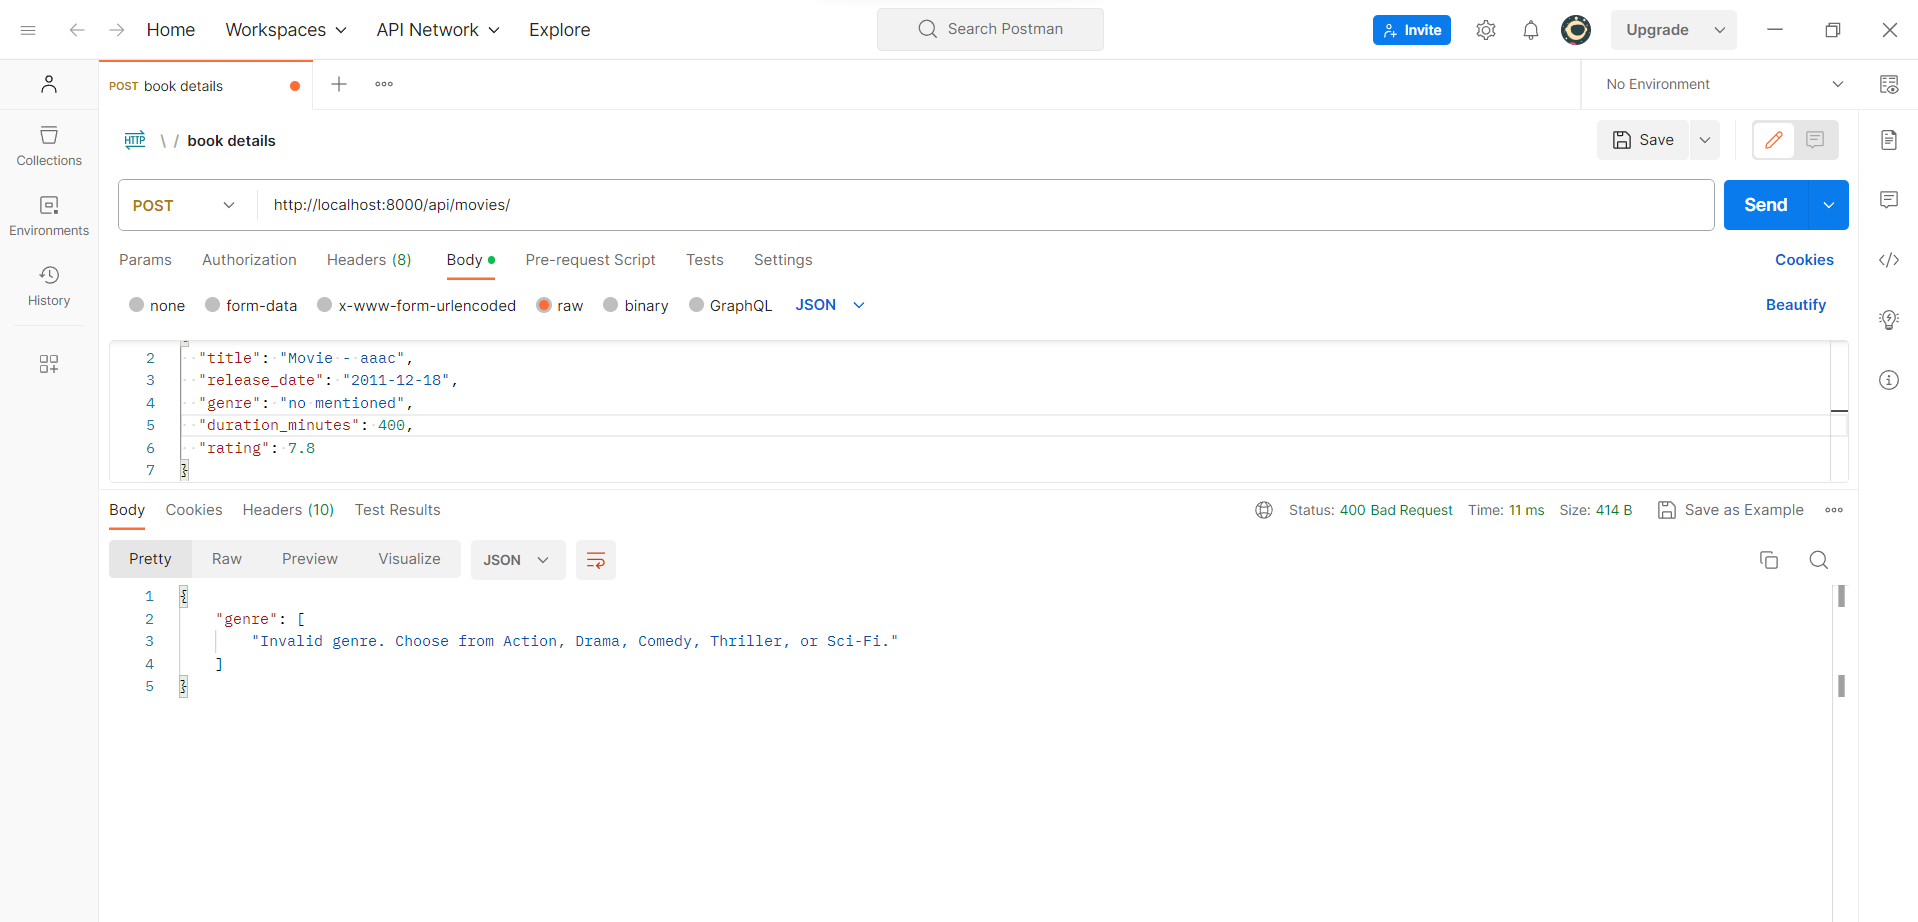 Home Workspaces API Network Explore Search Postman Invite Upgrade
POST book details No Environment
HTTP \ / book details Save
Collections
POST http://localhost:8000/api/movies/ Send
Environments
Params Authorization Headers (8) Body Pre-request Script Tests Settings Cookies
History
none form-data x-www-form-urlencoded raw binary GraphQL JSON Beautify
2 "title": "Movie - aaac",
3 "release_date": "2011-12-18",
4 "genre": "no mentioned",
5 "duration_minutes": 400,
6 "rating": 7.8
7 }
Body Cookies Headers (10) Test Results Status: 400 Bad Request Time: 11 ms Size: 414 B Save as Example
Pretty Raw Preview Visualize JSON
1 {
2 "genre": [
3 "Invalid genre. Choose from Action, Drama, Comedy, Thriller, or Sci-Fi."
4 ]
5 }